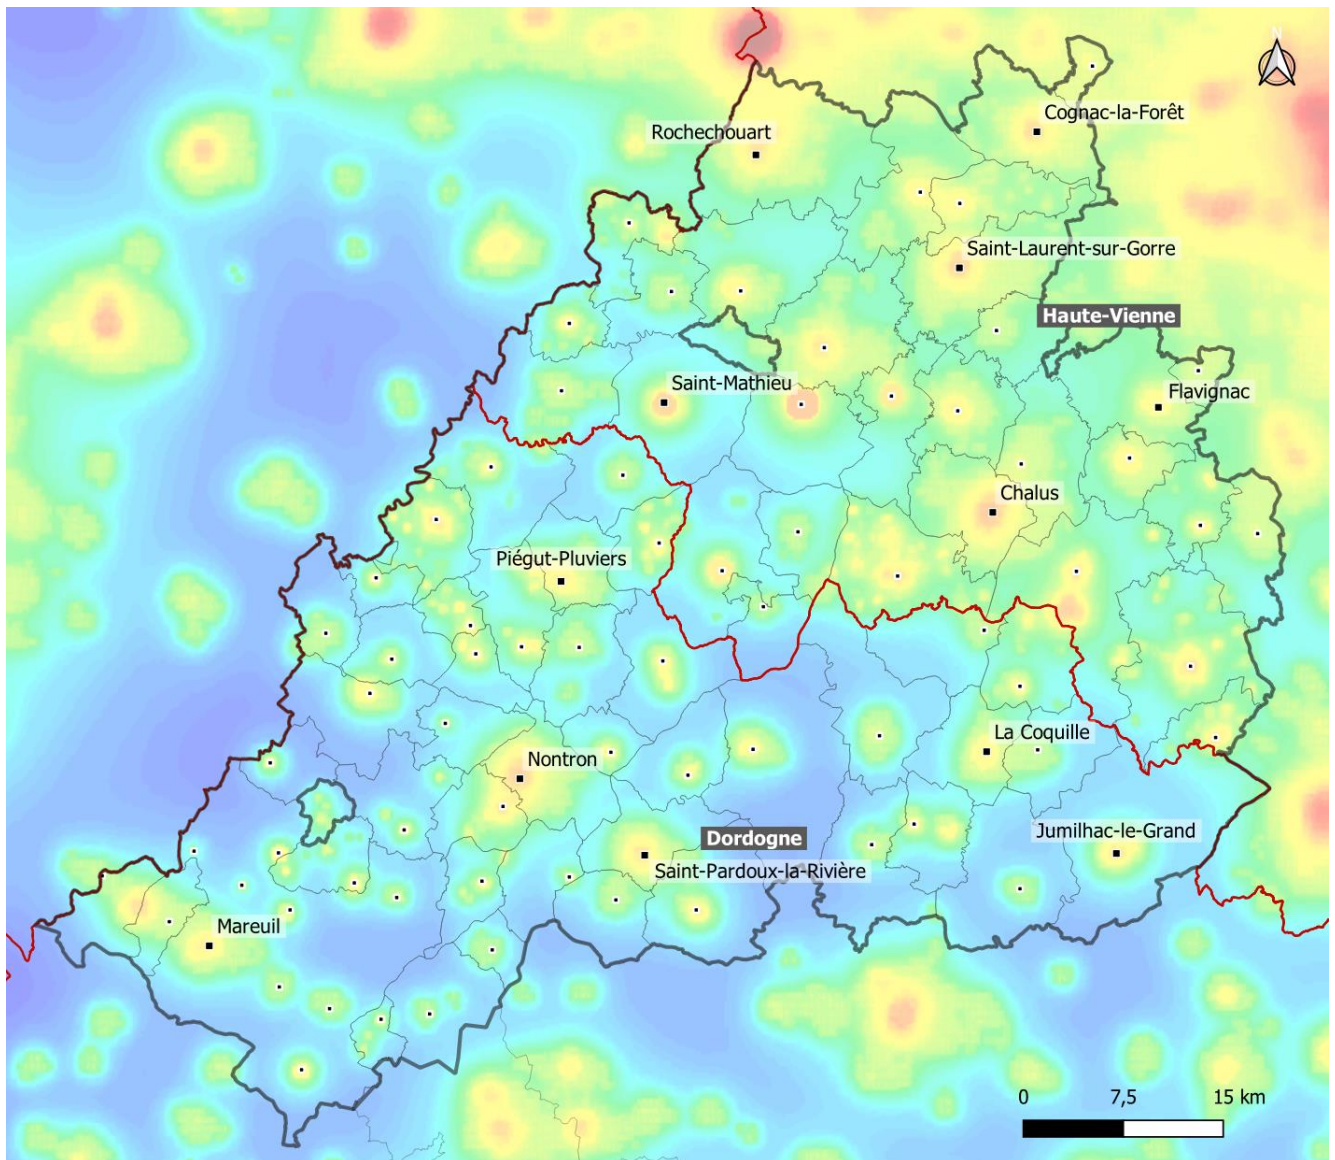 N
Cognac-la-Forêt
Rochechouart
Saint-Laurent-sur-Gorre
Haute-Vienne
Saint-Mathieu
Flavignac
Chalus
Piégut-Pluviers
La Coquille
Nontron
Jumilhac-le-Grand
Dordogne
Saint-Pardoux-la-Rivière
Mareuil
0 7,5 15 km